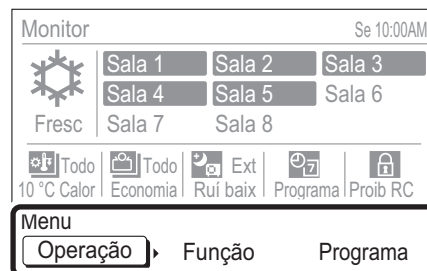 Monitor Se 10:00AM
Sala 1 Sala 2 Sala 3
Sala 4 Sala 5 Sala 6
Fresc Sala 7 Sala 8
Todo Todo Ext 7
10 °C Calor Economia Ruí baix Programa Proib RC
Menu
Operação Função Programa